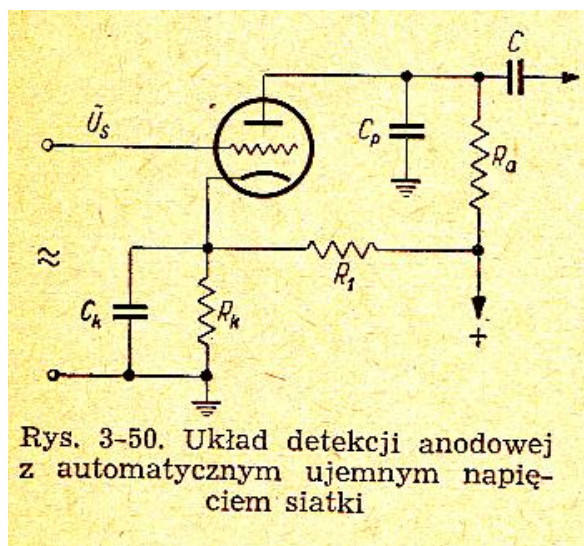 C
Ũs
Cp
Ra
≈
R1
Ck
Rk
+
Rys. 3-50. Układ detekcji anodowej
z automatycznym ujemnym napię-
ciem siatki